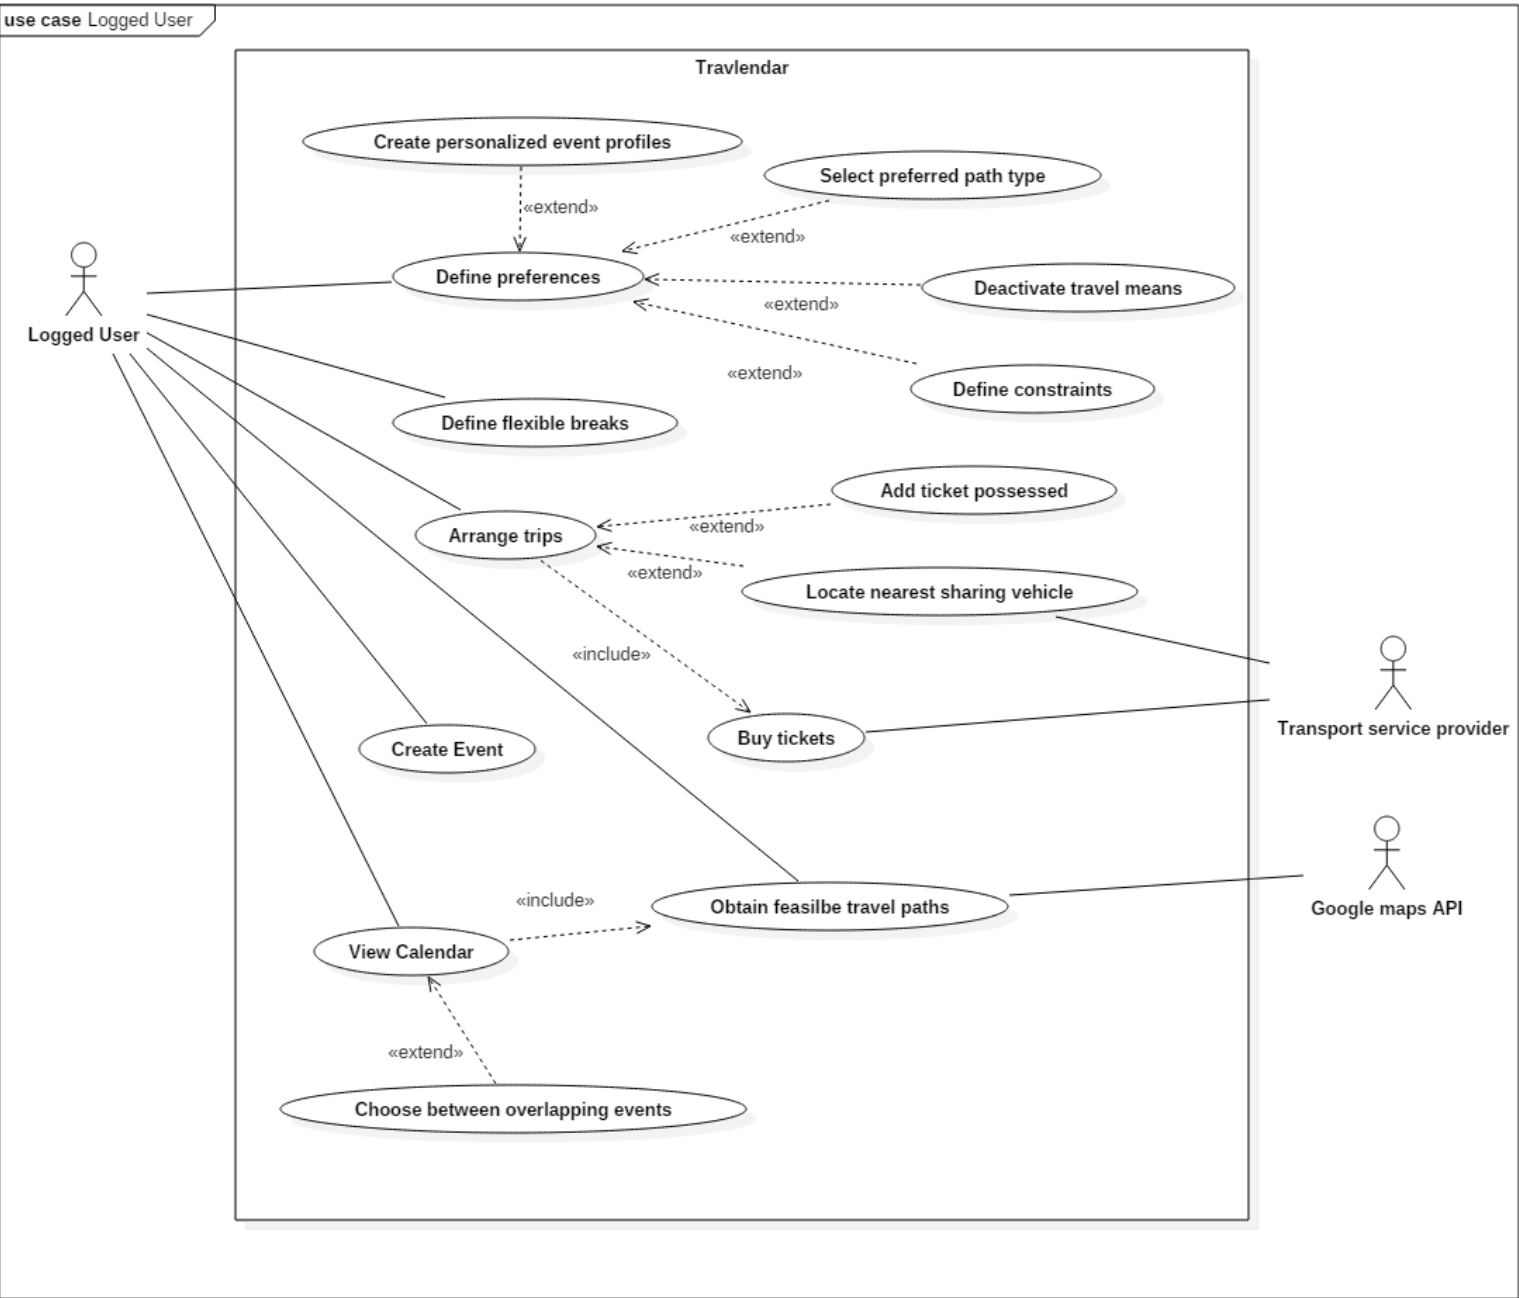 use case Logged User
Travlendar
Create personalized event profiles
Select preferred path type
«extend»
«extend»
Define preferences
Deactivate travel means
«extend»
Logged User
«extend»
Define constraints
Define flexible breaks
Add ticket possessed
«extend»
Arrange trips
«extend»
Locate nearest sharing vehicle
«include»
Transport service provider
Buy tickets
Create Event
«include»
Obtain feasilbe travel paths
Google maps API
View Calendar
«extend»
Choose between overlapping events